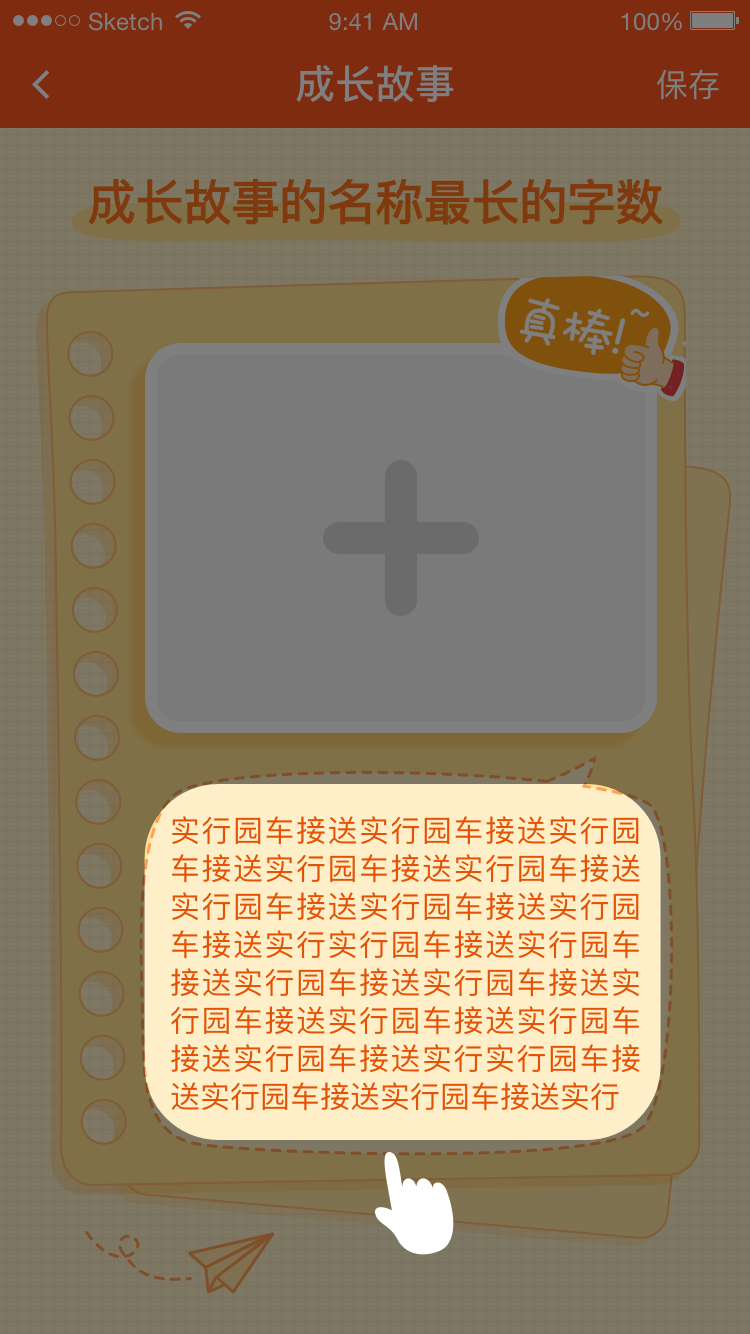 Sketch 9:41 AM 100%
成长故事 保存
成长故事的名称最长的字数
真棒!~
实行园车接送实行园车接送实行园
车接送实行园车接送实行园车接送
实行园车接送实行园车接送实行园
车接送实行实行园车接送实行园车
接送实行园车接送实行园车接送实
行园车接送实行园车接送实行园车
接送实行园车接送实行实行园车接
送实行园车接送实行园车接送实行